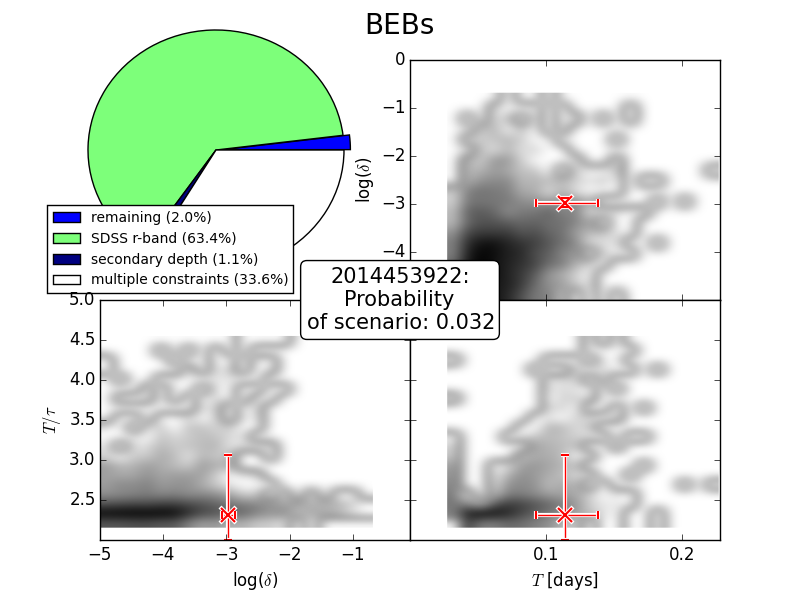 BEBs
remaining (2.0%)
SDSS r-band (63.4%)
secondary depth (1.1%)
multiple constraints (33.6%)
0
−1
−2
−3
−4
log(δ)
2014453922:
Probability
of scenario: 0.032
5.0
4.5
4.0
3.5
3.0
2.5
T/τ
−5 −4 −3 −2 −1
log(δ)
0.1 0.2
T [days]